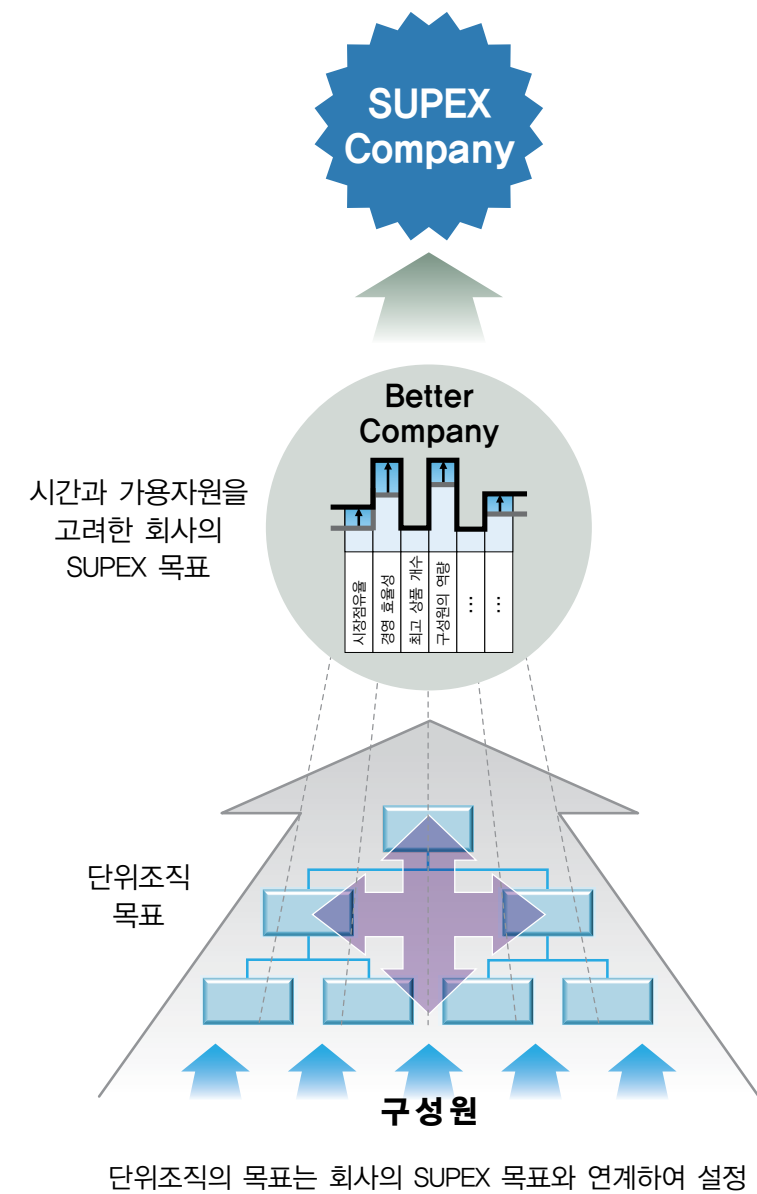 SUPEX
Company
Better
Company
시간과 가용자원을
고려한 회사의
SUPEX 목표
시장점유율
경영 효율성
최고 상품 개수
구성원의 역량
...
...
단위조직
목표
구성원
단위조직의 목표는 회사의 SUPEX 목표와 연계하여 설정